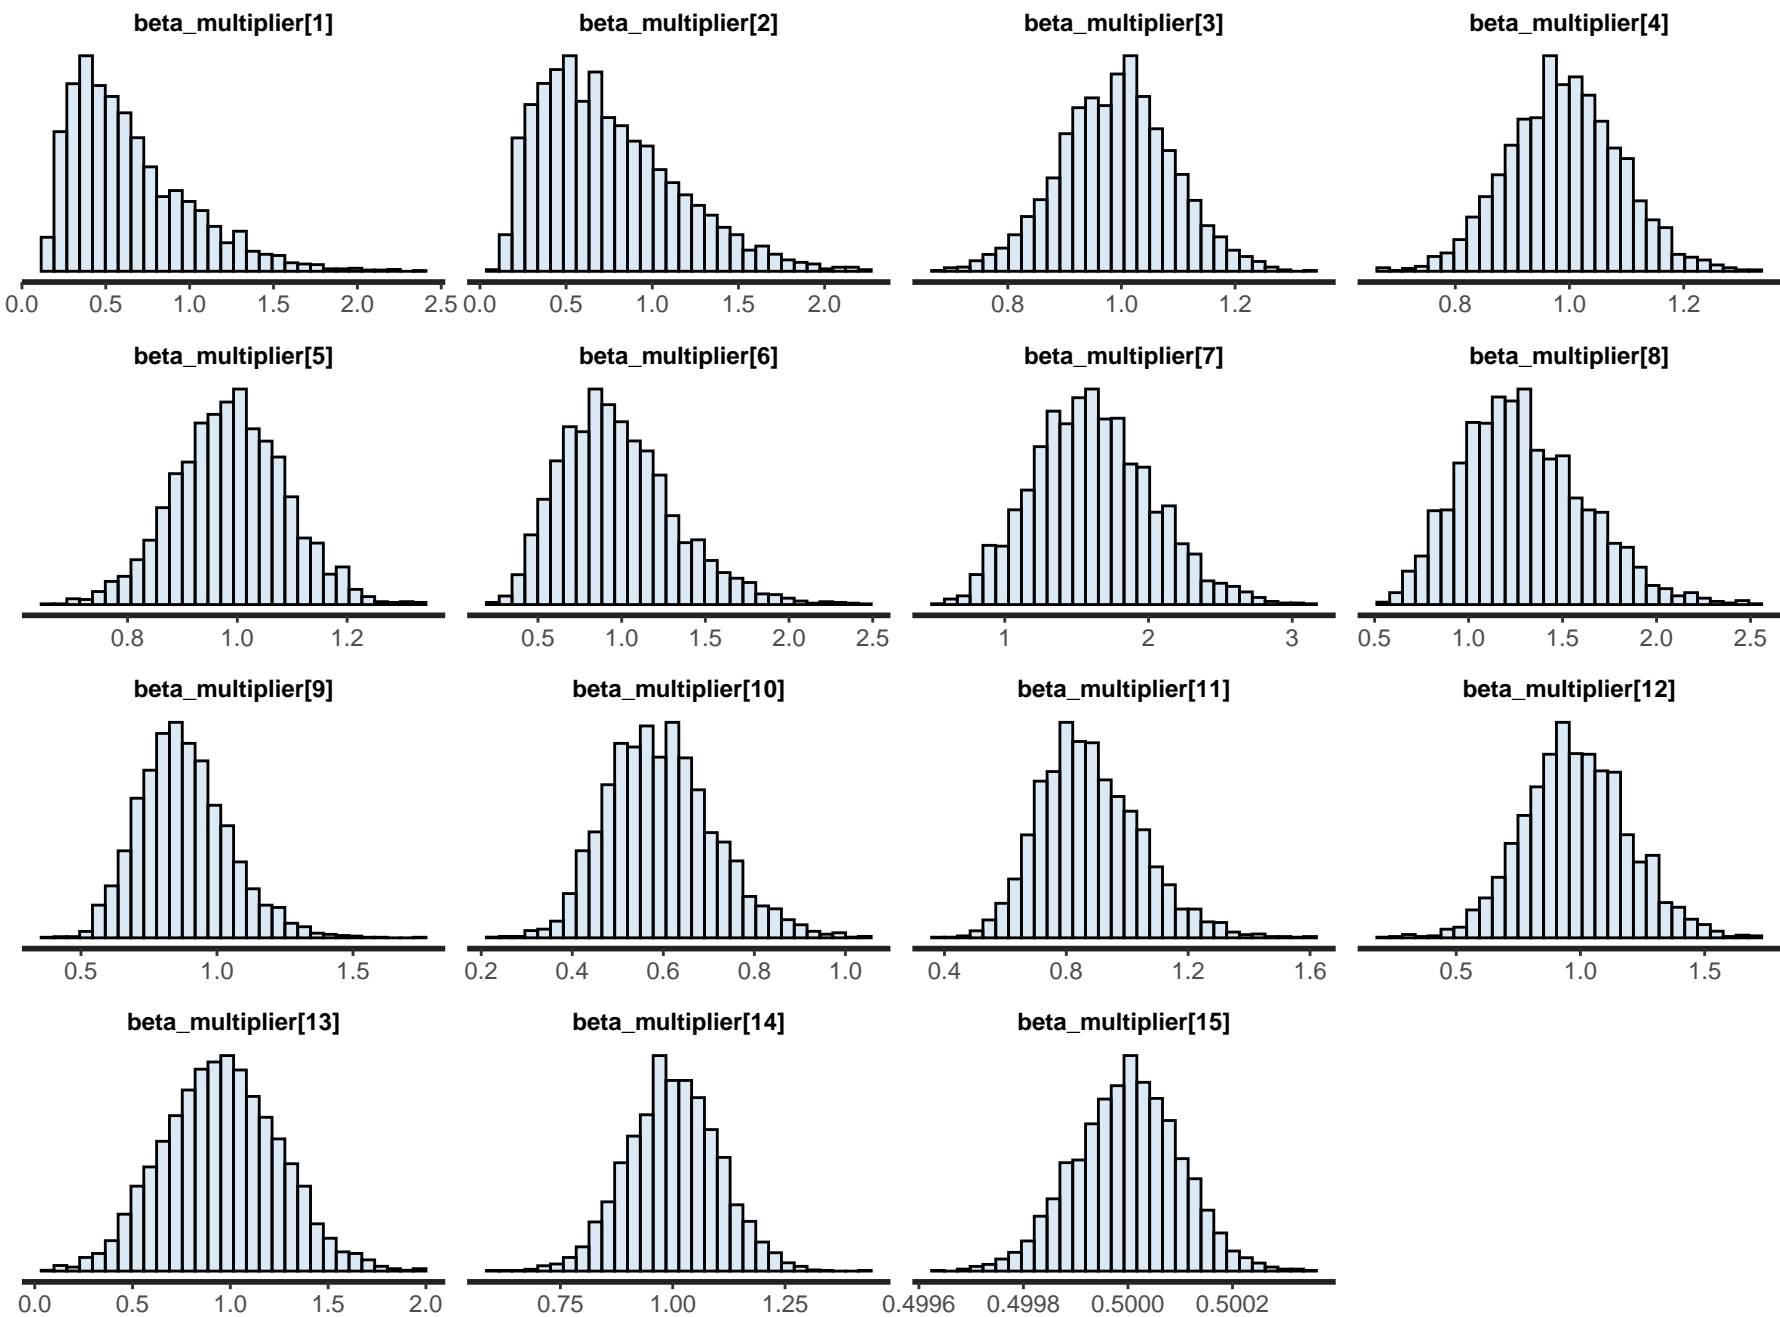 beta_multiplier[1] beta_multiplier[2] beta_multiplier[3] beta_multiplier[4]
0.0 0.5 1.0 1.5 2.0 2.5 0.0 0.5 1.0 1.5 2.0 0.8 1.0 1.2 0.8 1.0 1.2
beta_multiplier[5] beta_multiplier[6] beta_multiplier[7] beta_multiplier[8]
0.8 1.0 1.2 0.5 1.0 1.5 2.0 2.5 1 2 3 0.5 1.0 1.5 2.0 2.5
beta_multiplier[9] beta_multiplier[10] beta_multiplier[11] beta_multiplier[12]
0.5 1.0 1.5 0.2 0.4 0.6 0.8 1.0 0.4 0.8 1.2 1.6 0.5 1.0 1.5
beta_multiplier[13] beta_multiplier[14] beta_multiplier[15]
0.0 0.5 1.0 1.5 2.0 0.75 1.00 1.25 0.4996 0.4998 0.5000 0.5002